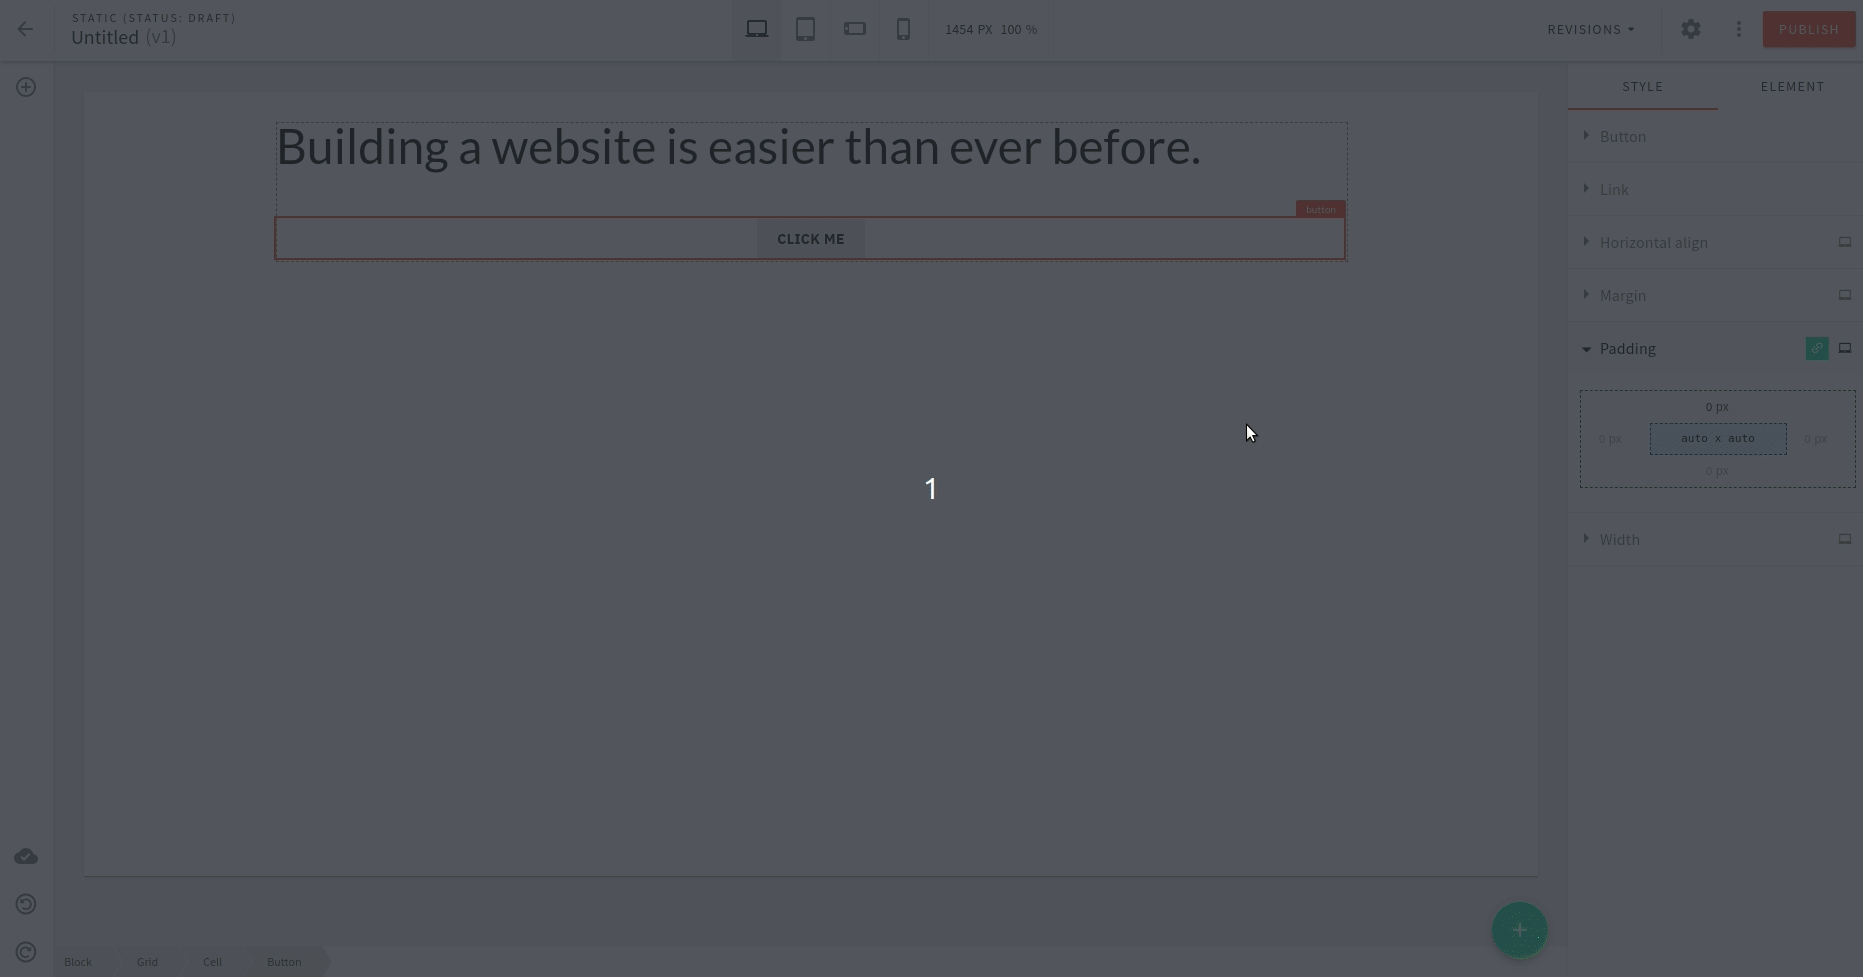 STATIC (STATUS: DRAFT)
Untitled (v1)
1454 PX 100 %
REVISIONS
PUBLISH
STYLE
ELEMENT
Building a website is easier than ever before.
button
CLICK ME
Button
Link
Horizontal align
Margin
Padding
0 px
0 px
auto x auto
0 px
0 px
Width
1
Block
Grid
Cell
Button